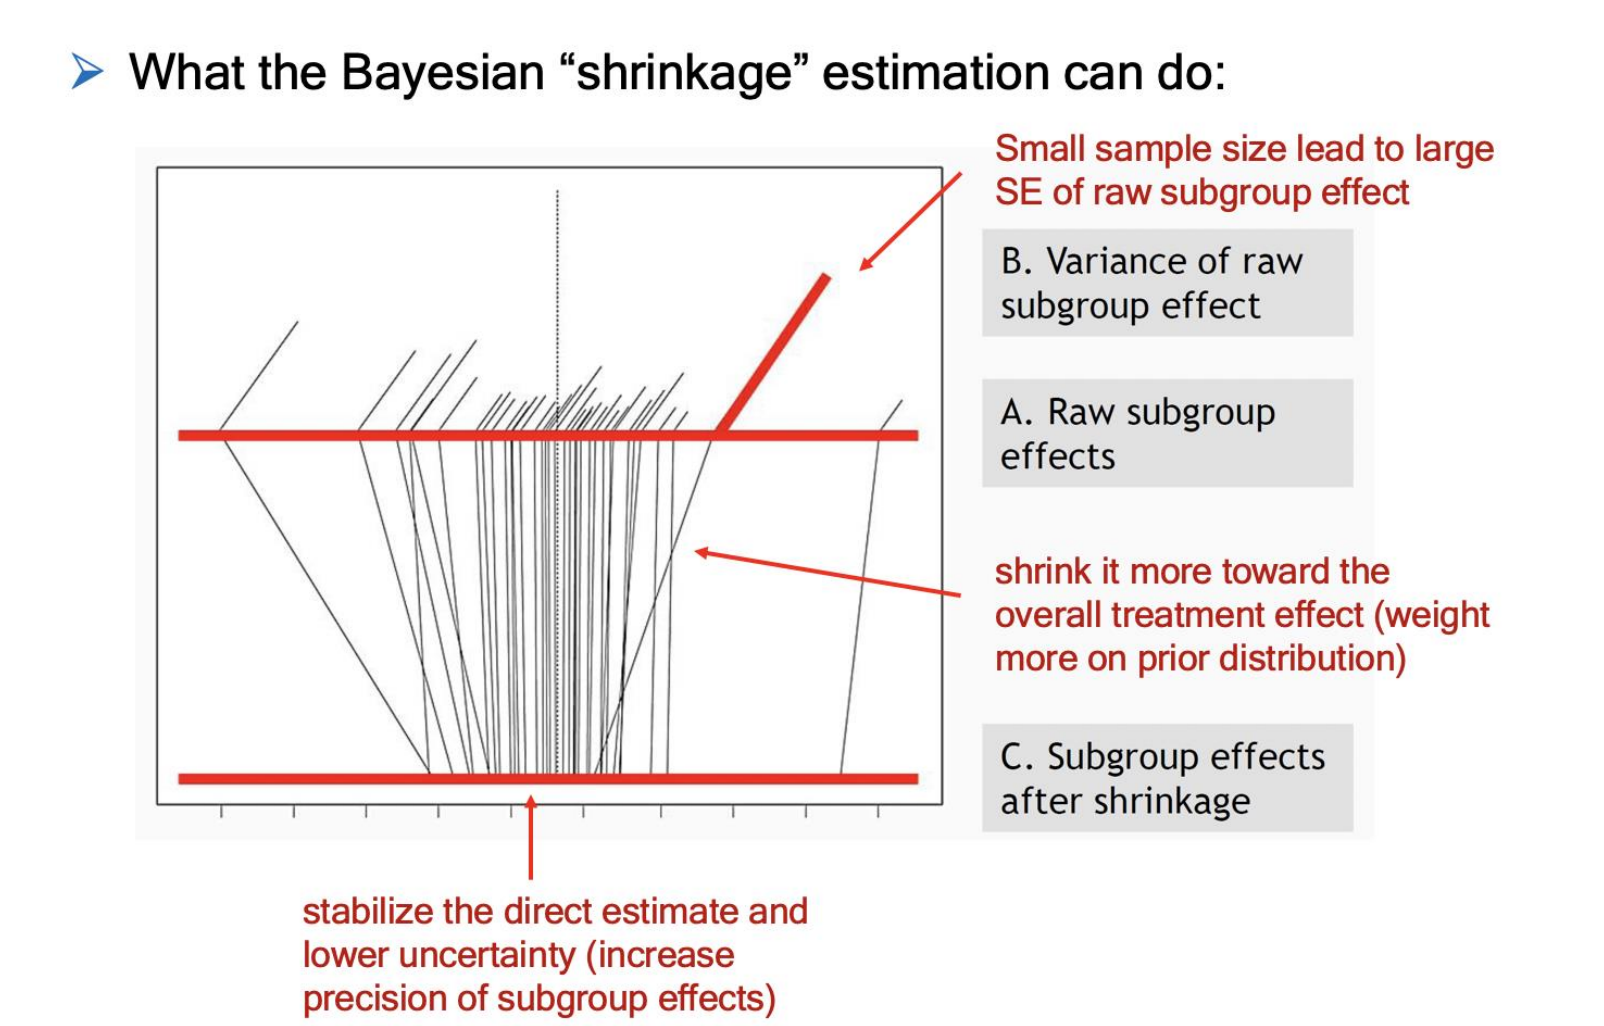 What the Bayesian “shrinkage” estimation can do:
Small sample size lead to large
SE of raw subgroup effect
B. Variance of raw
subgroup effect
A. Raw subgroup
effects
shrink it more toward the
overall treatment effect (weight
more on prior distribution)
C. Subgroup effects
after shrinkage
stabilize the direct estimate and
lower uncertainty (increase
precision of subgroup effects)